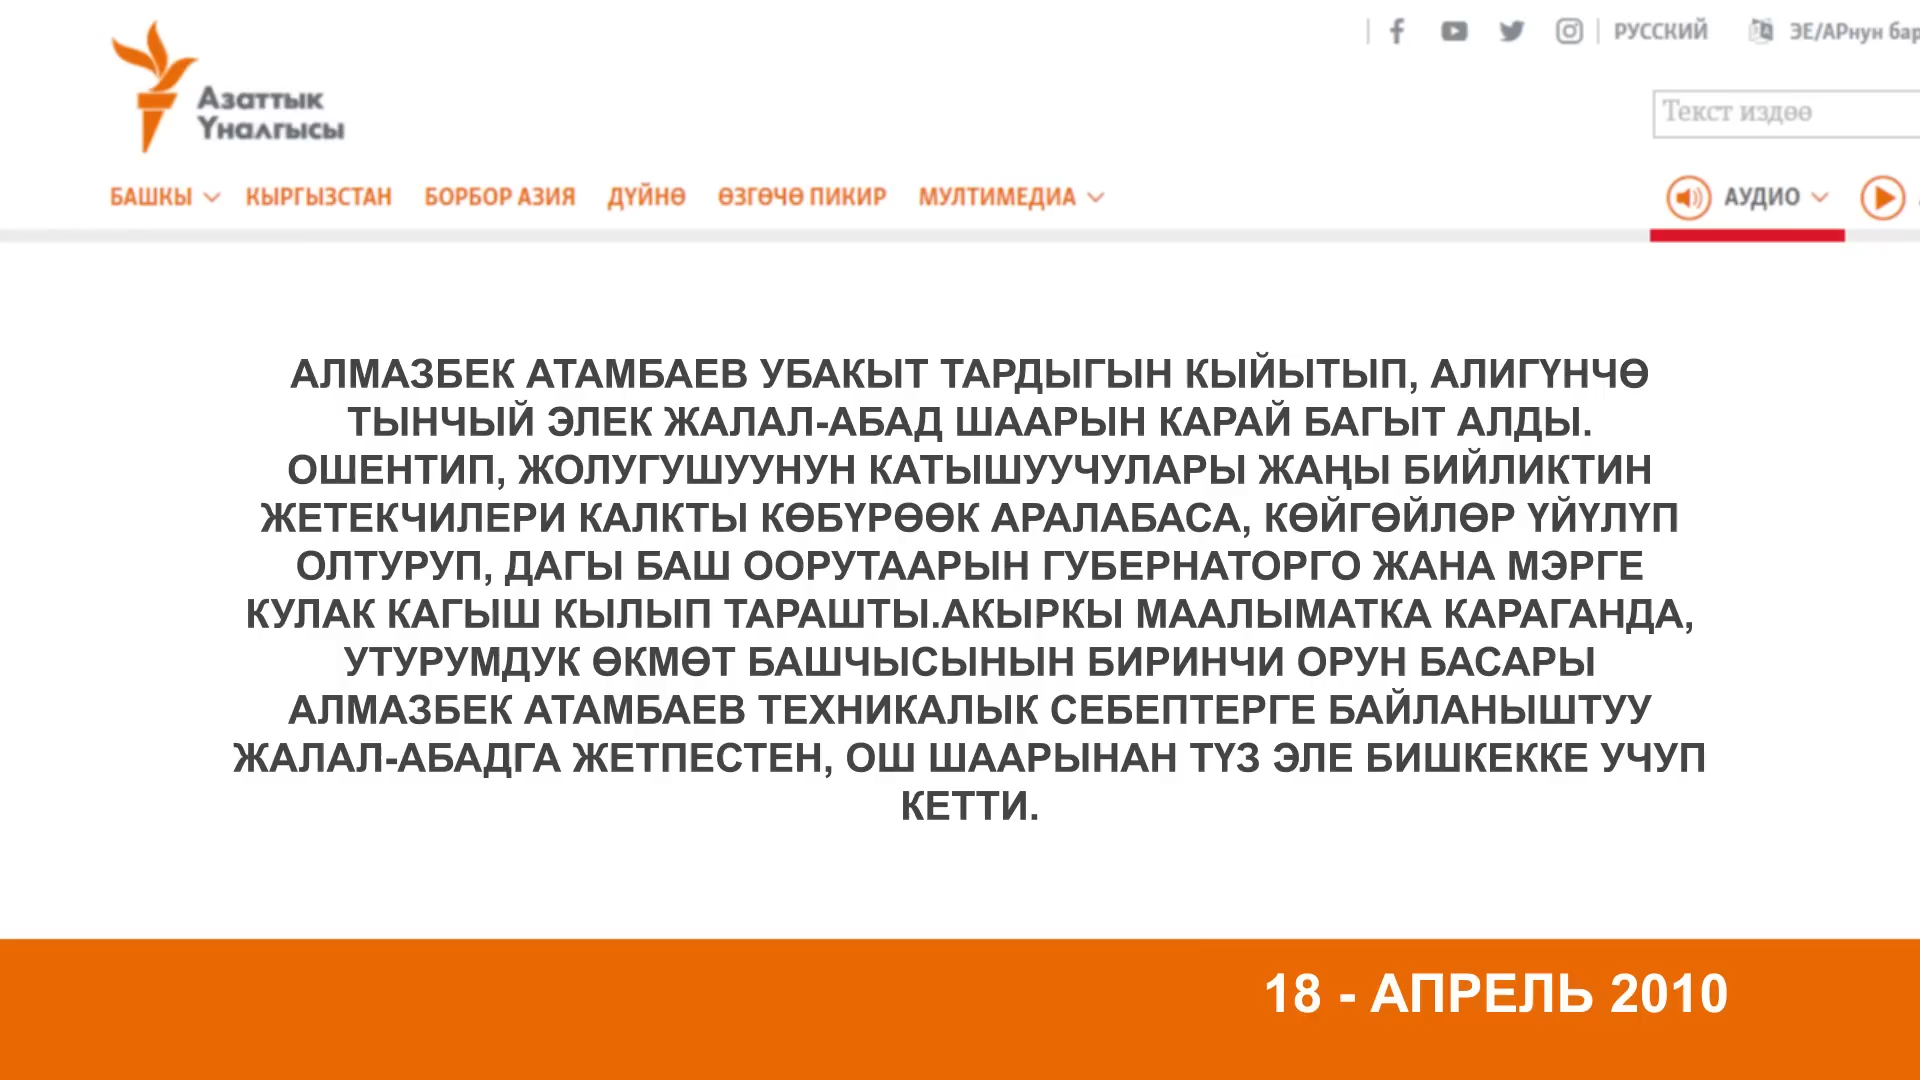 РУССКИЙ
ЭЕ/АРнун
Азаттык
Үналгысы
Текст издөө
БАШКЫ КЫРГЫЗСТАН БОРБОР АЗИЯ ДҮЙНӨ ӨЗГӨЧӨ ПИКИР МУЛТИМЕДИА АУДИО
АЛМАЗБЕК АТАМБАЕВ УБАКЫТ ТАРДЫГЫН КЫЙЫТЫП, АЛИГҮНЧӨ
ТЫНЧЫЙ ЭЛЕК ЖАЛАЛ-АБАД ШААРЫН КАРАЙ БАГЫТ АЛДЫ.
ОШЕНТИП, ЖОЛУГУШУУНУН КАТЫШУУЧУЛАРЫ ЖАҢЫ БИЙЛИКТИН
ЖЕТЕКЧИЛЕРИ КАЛКТЫ КӨБҮРӨӨК АРАЛАБАСА, КӨЙГӨЙЛӨР ҮЙҮЛҮП
ОЛТУРУП, ДАГЫ БАШ ООРУТААРЫН ГУБЕРНАТОРГО ЖАНА МЭРГЕ
КУЛАК КАГЫШ КЫЛЫП ТАРАШТЫ.АКЫРКЫ МААЛЫМАТКА КАРАГАНДА,
УТУРУМДУК ӨКМӨТ БАШЧЫСЫНЫН БИРИНЧИ ОРУН БАСАРЫ
АЛМАЗБЕК АТАМБАЕВ ТЕХНИКАЛЫК СЕБЕПТЕРГЕ БАЙЛАНЫШТУУ
ЖАЛАЛ-АБАДГА ЖЕТПЕСТЕН, ОШ ШААРЫНАН ТҮЗ ЭЛЕ БИШКЕККЕ УЧУП
КЕТТИ.
18 - АПРЕЛЬ 2010